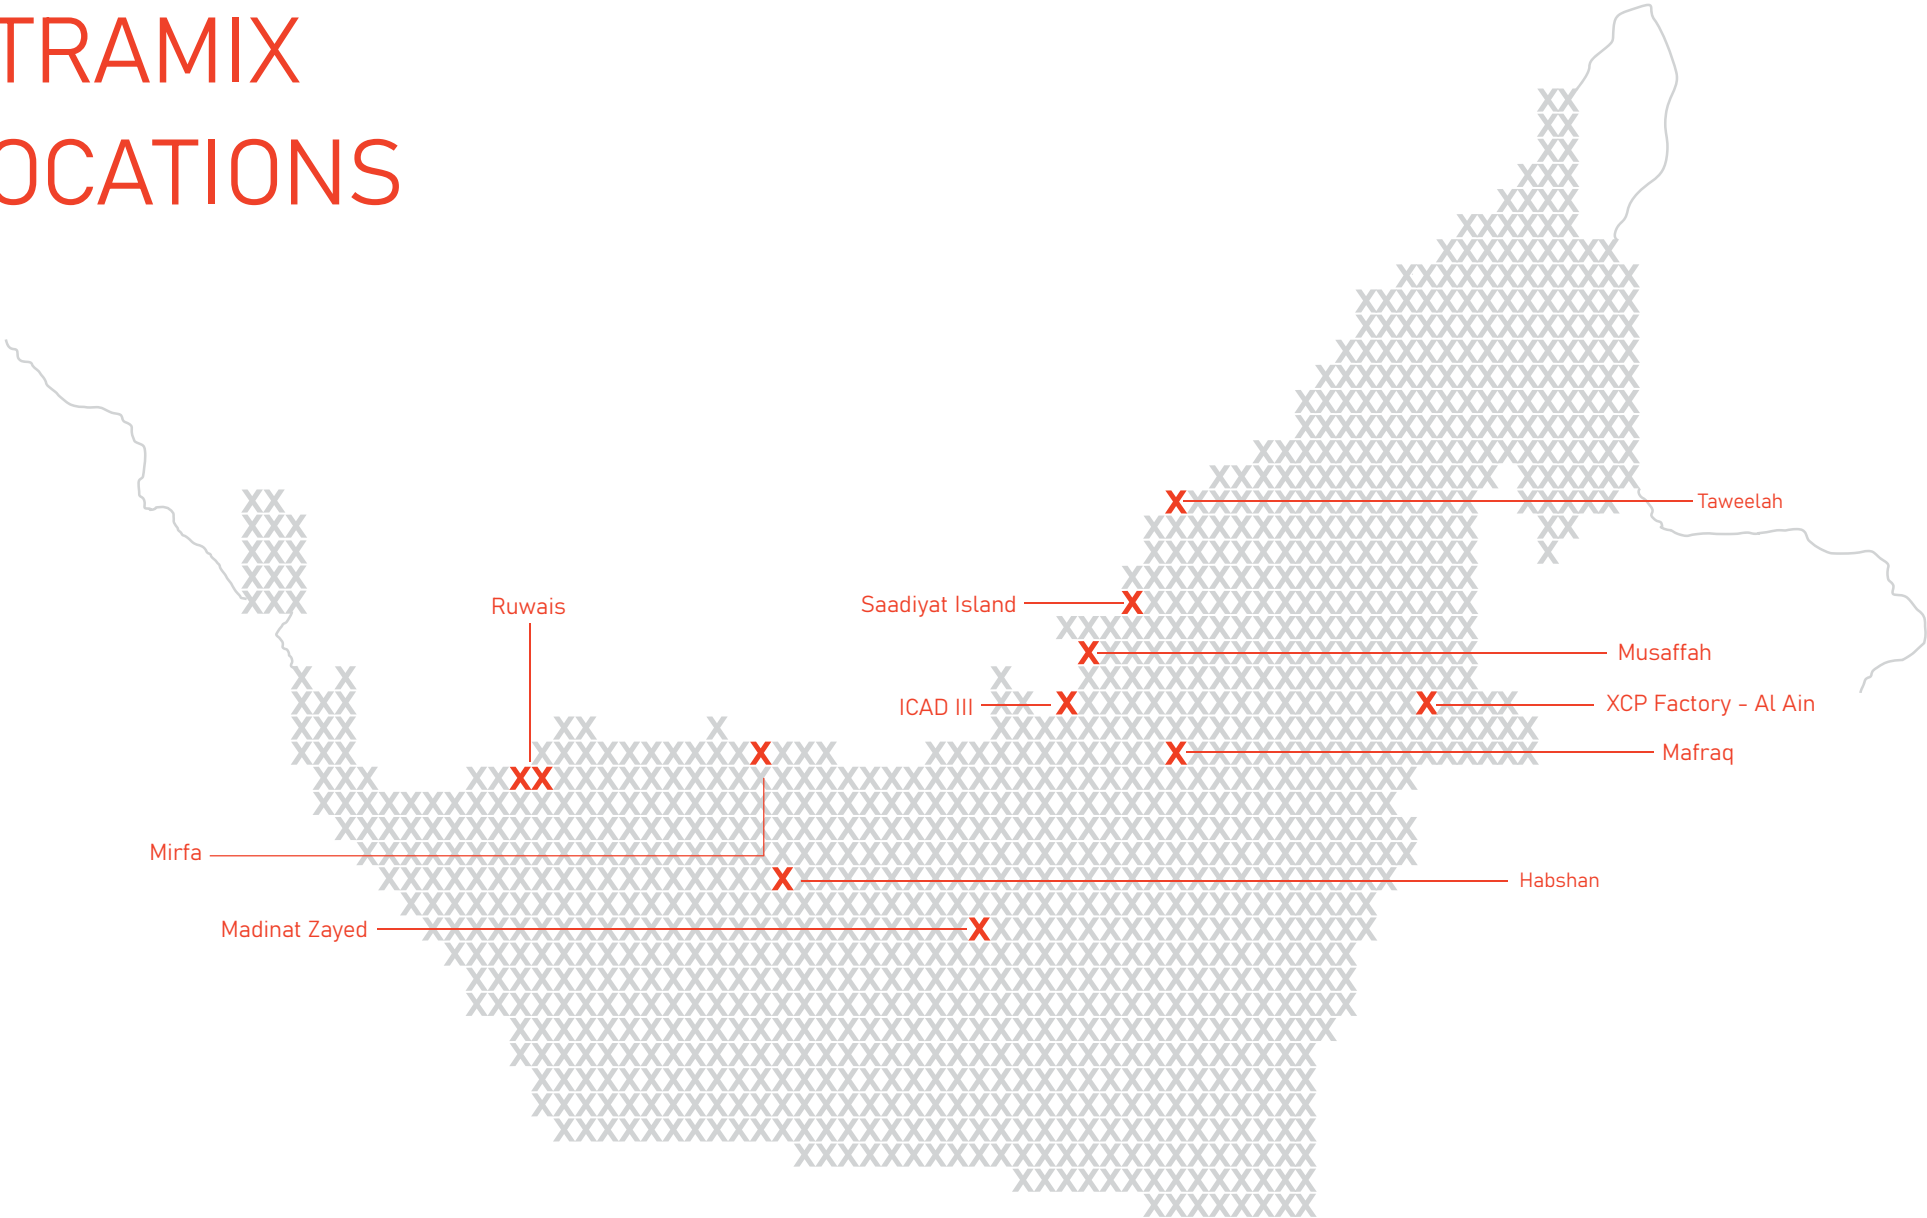 TRAMIX
OCATIONS
Taweelah
Ruwais
Saadiyat Island
Musaffah
ICAD III
XCP Factory - Al Ain
Mafraq
Mirfa
Habshan
Madinat Zayed